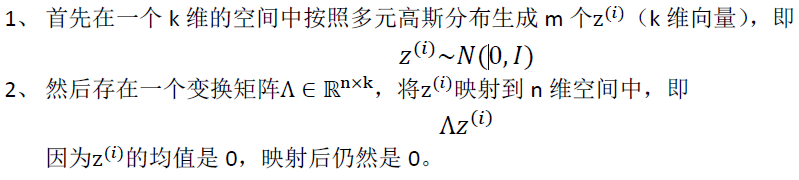 1、 首先在一个 k 维的空间中按照多元高斯分布生成 m 个z⁽ⁱ⁾（k 维向量），即
z⁽ⁱ⁾~N(0,I)
2、 然后存在一个变换矩阵Λ ∈ ℝⁿˣᵏ，将z⁽ⁱ⁾映射到 n 维空间中，即
Λz⁽ⁱ⁾
因为z⁽ⁱ⁾的均值是 0，映射后仍然是 0。